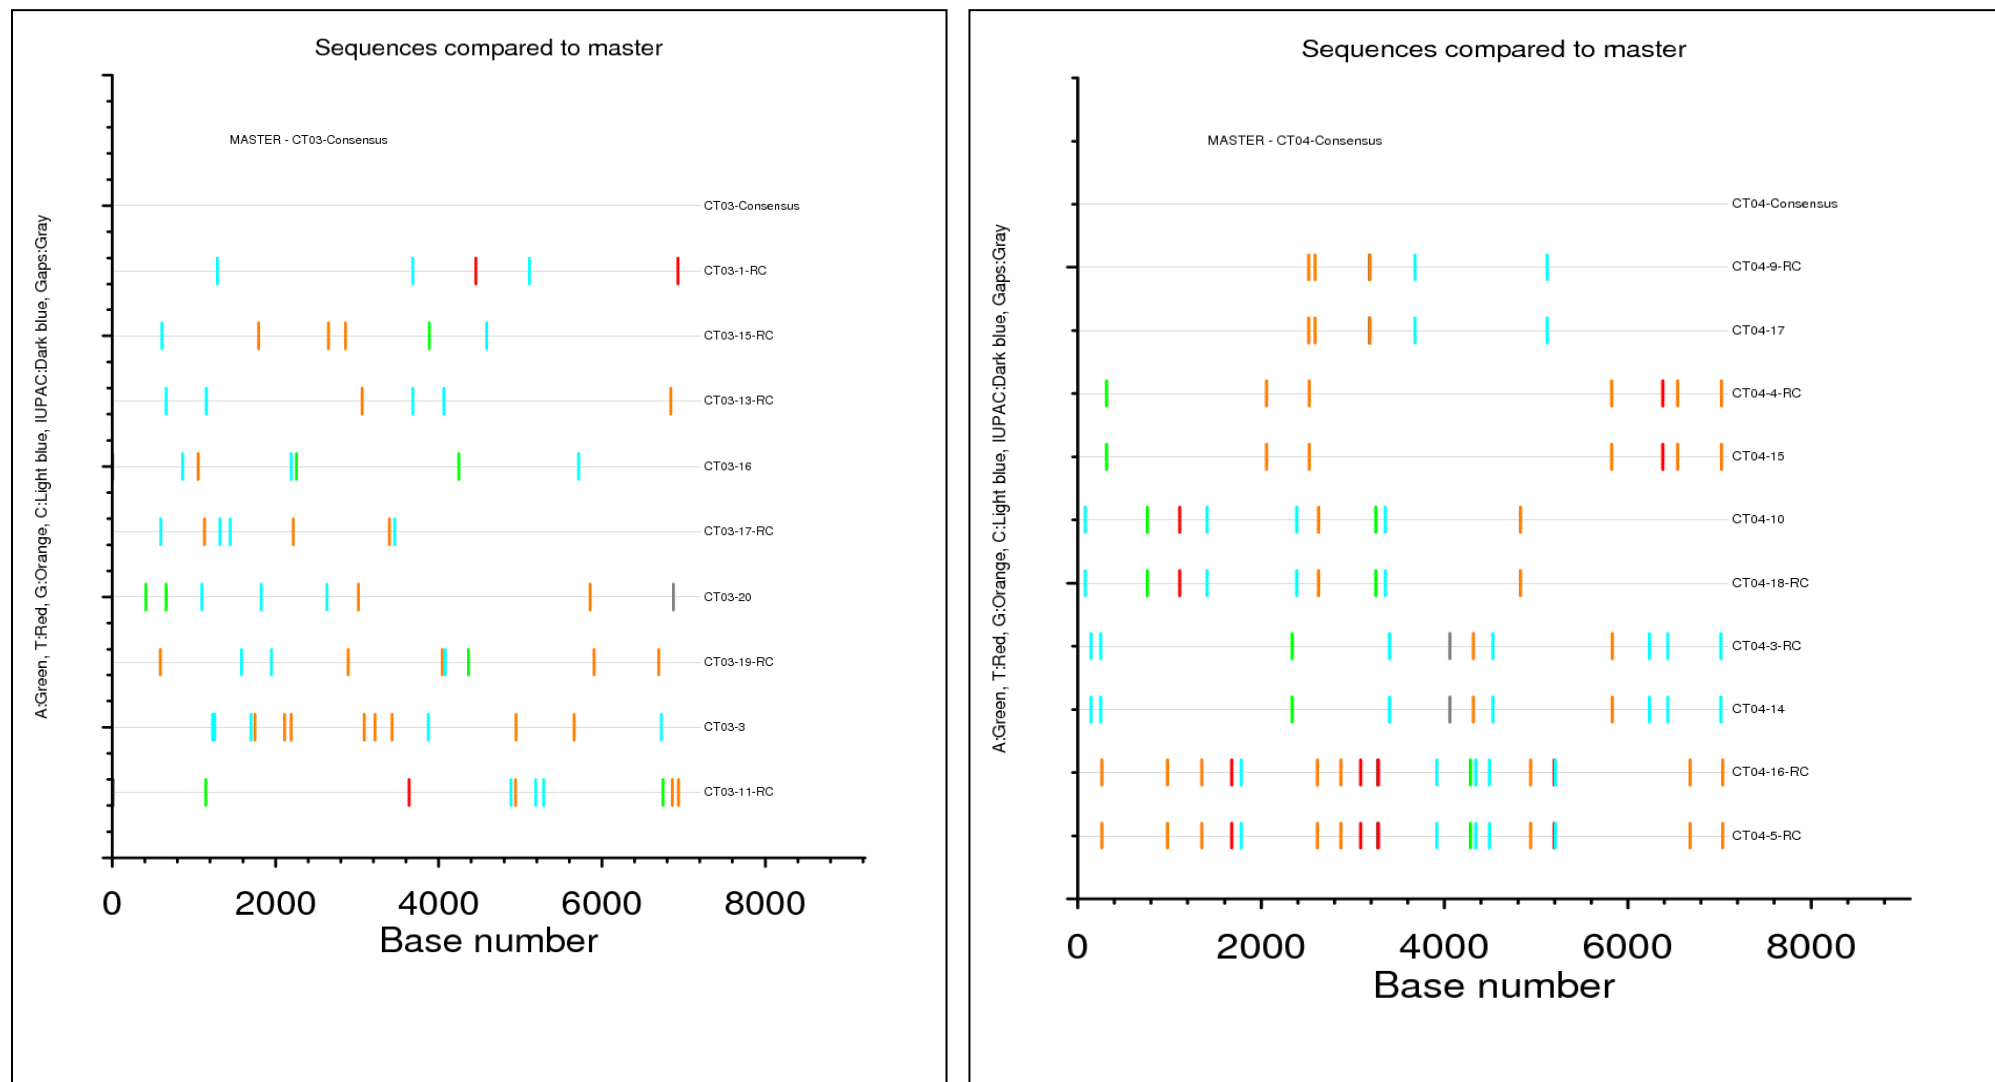 Sequences compared to master
MASTER - CT03-Consensus
A:Green, T:Red, G:Orange, C:Light blue, IUPAC:Dark blue, Gaps:Gray
CT03-Consensus
CT03-1-RC
CT03-15-RC
CT03-13-RC
CT03-16
CT03-17-RC
CT03-20
CT03-19-RC
CT03-3
CT03-11-RC
0 2000 4000 6000 8000
Base number
Sequences compared to master
MASTER - CT04-Consensus
A:Green, T:Red, G:Orange, C:Light blue, IUPAC:Dark blue, Gaps:Gray
CT04-Consensus
CT04-9-RC
CT04-17
CT04-4-RC
CT04-15
CT04-10
CT04-18-RC
CT04-3-RC
CT04-14
CT04-16-RC
CT04-5-RC
0 2000 4000 6000 8000
Base number